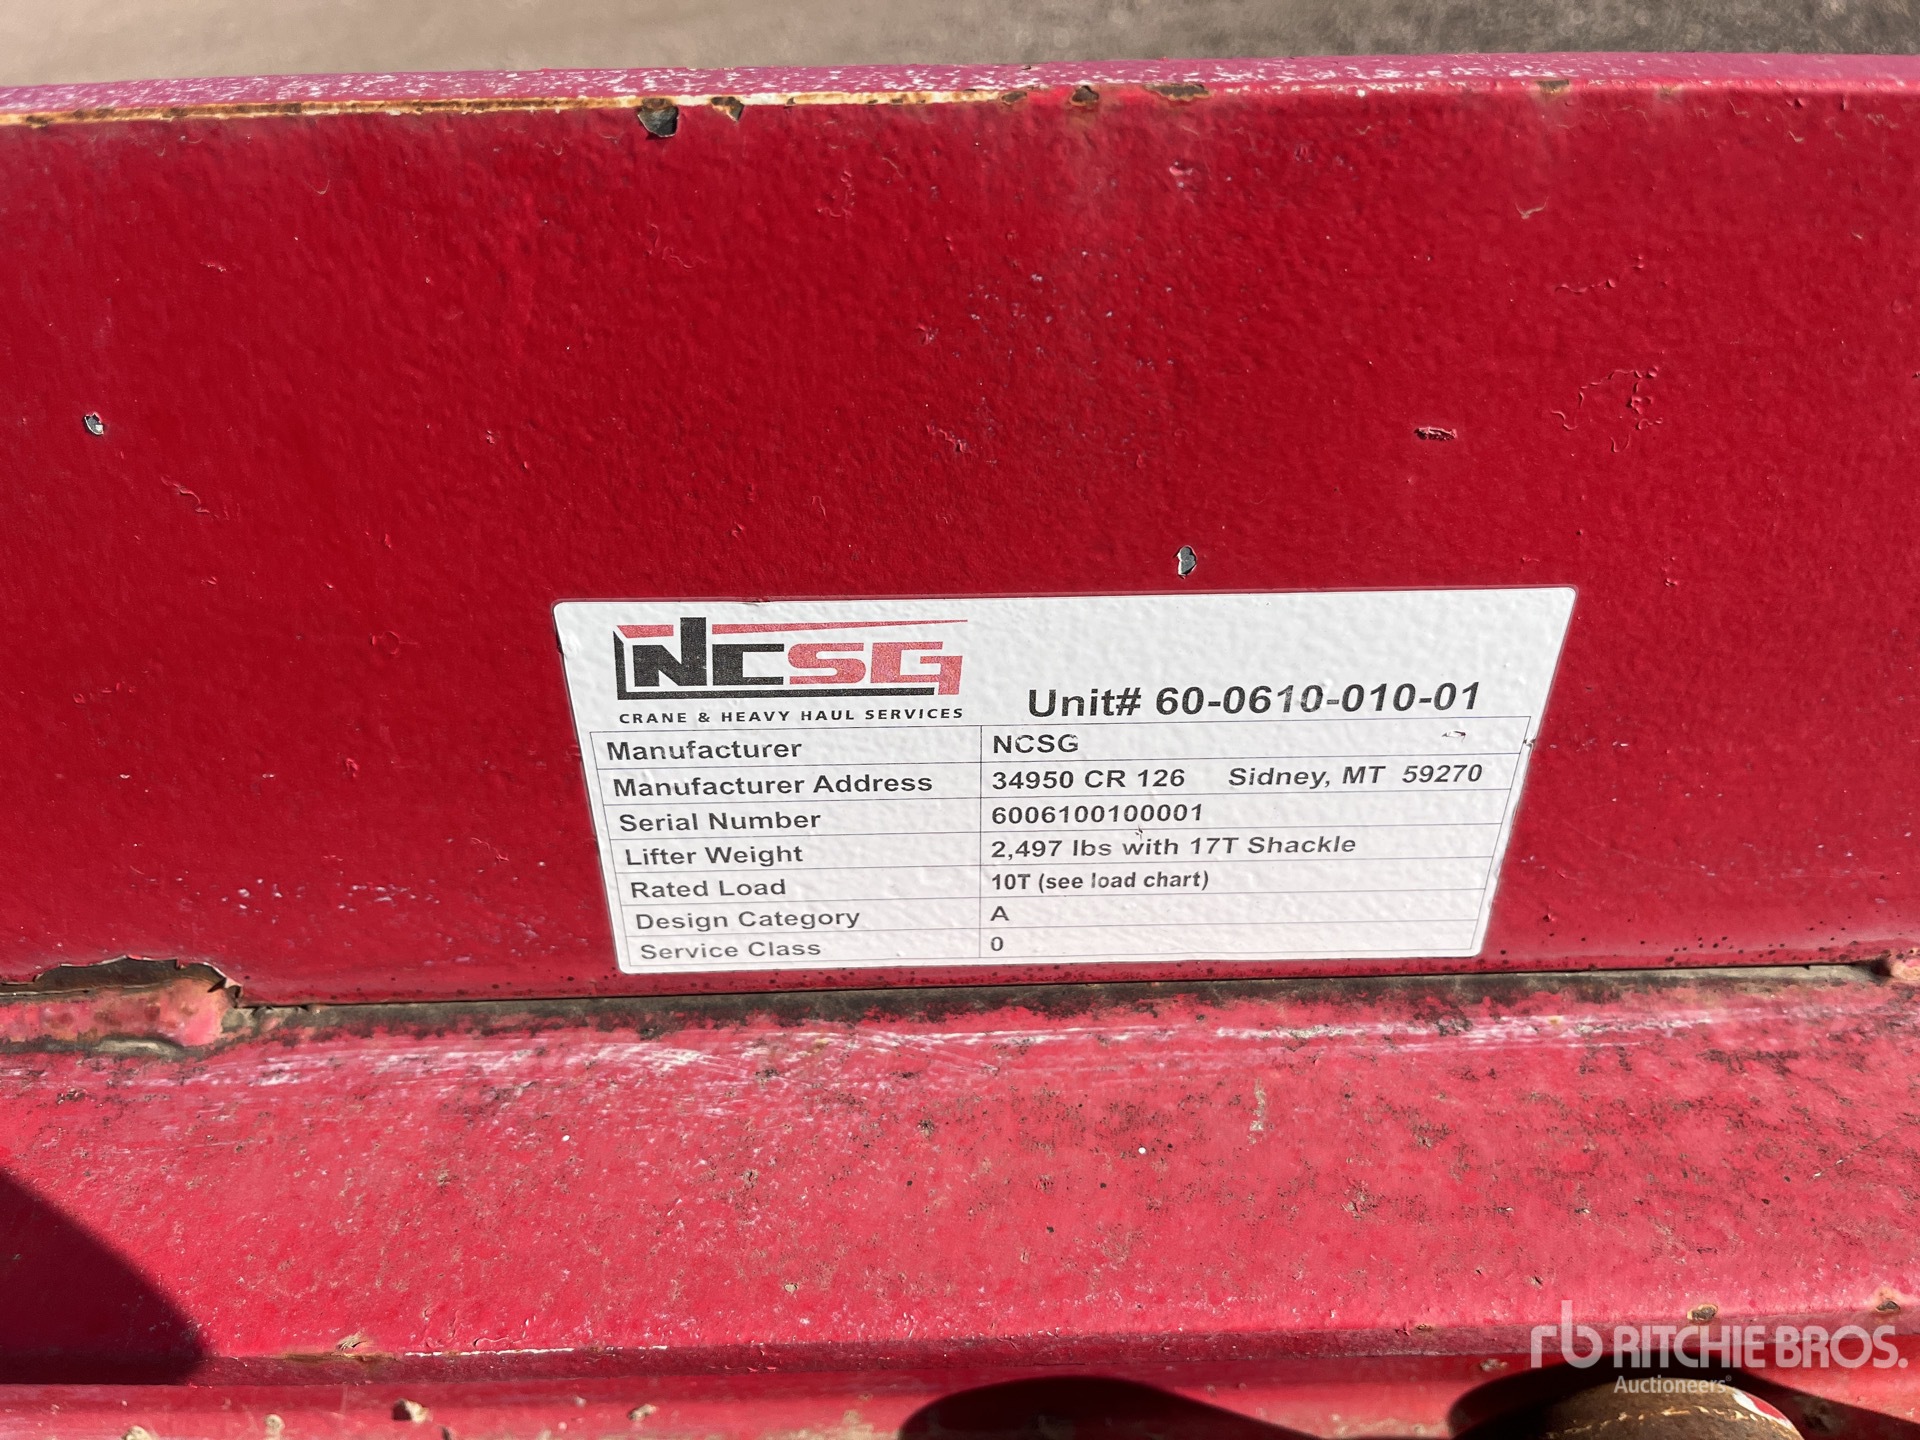 NCSG
CRANE & HEAVY HAUL SERVICES
Unit# 60-0610-010-01
Manufacturer NCSG
Manufacturer Address 34950 CR 126 Sidney, MT 59270
Serial Number 6006100100001
Lifter Weight 2,497 lbs with 17T Shackle
Rated Load 10T (see load chart)
Design Category A
Service Class 0
rb RITCHIE BROS.
Auctioneers